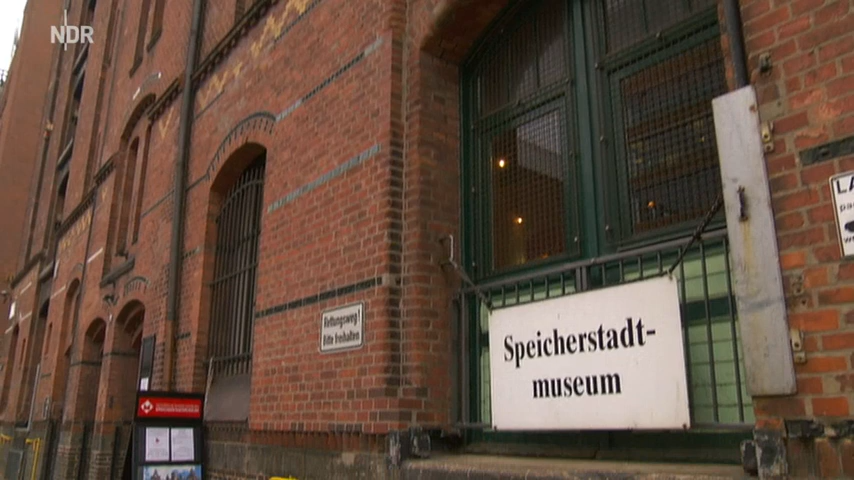 NDR
Rettungsweg!
Bitte freihalten
Speicherstadt-
museum
LA